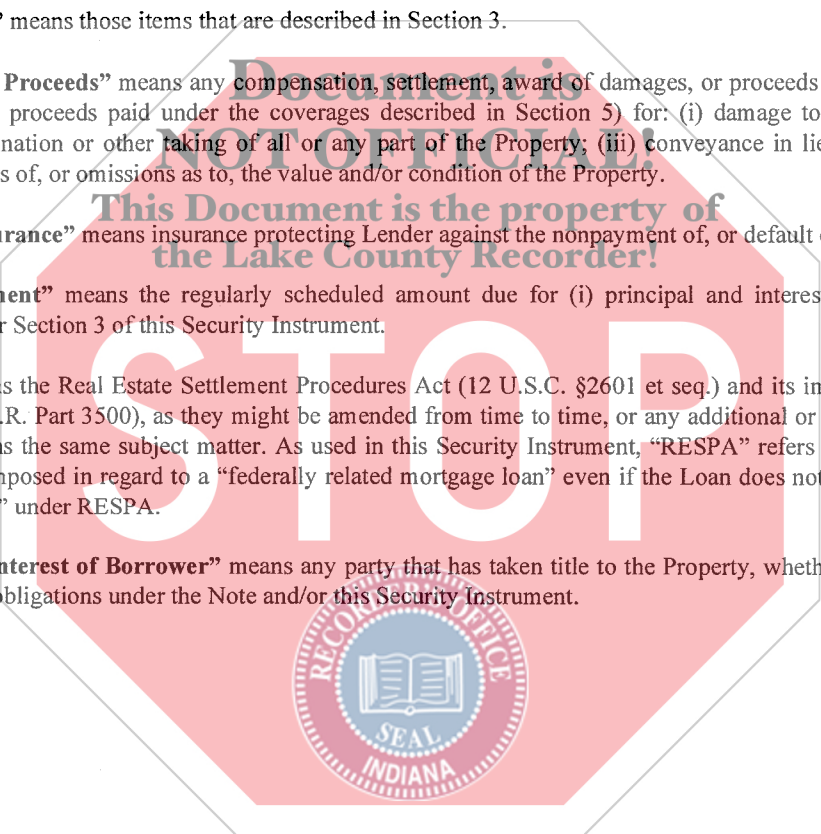 ” means those items that are described in Section 3.
Proceeds” means any compensation, settlement, award of damages, or proceeds
proceeds paid under the coverages described in Section 5) for: (i) damage to
nation or other taking of all or any part of the Property; (iii) conveyance in lie
s of, or omissions as to, the value and/or condition of the Property.
urance” means insurance protecting Lender against the nonpayment of, or default
nent” means the regularly scheduled amount due for (i) principal and interes
r Section 3 of this Security Instrument.
s the Real Estate Settlement Procedures Act (12 U.S.C. §2601 et seq.) and its in
.R. Part 3500), as they might be amended from time to time, or any additional or
ns the same subject matter. As used in this Security Instrument, “RESPA” refers
nposed in regard to a “federally related mortgage loan” even if the Loan does not
” under RESPA.
nterest of Borrower” means any party that has taken title to the Property, wheth
obligations under the Note and/or this Security Instrument.
Document is
NOT OFFICIAL!
This Document is the property of
the Lake County Recorder!
STOP
RECORDER'S OFFICE
SEAL
INDIANA